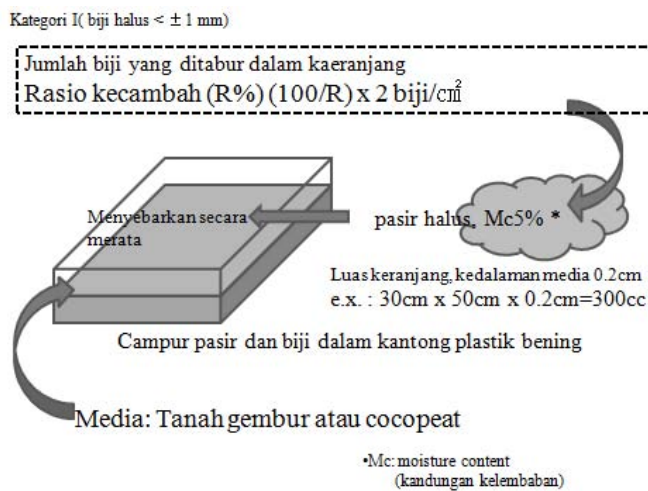 Kategori I( biji halus < ± 1 mm)
Jumlah biji yang ditabur dalam kaeranjang
Rasio kecambah (R%) (100/R) x 2 biji/㎠
Menyebarkan secara
merata
pasir halus, Mc5% *
Luas keranjang, kedalaman media 0.2cm
e.x. : 30cm x 50cm x 0.2cm=300cc
Campur pasir dan biji dalam kantong plastik bening
Media: Tanah gembur atau cocopeat
•Mc: moisture content
(kandungan kelembaban)